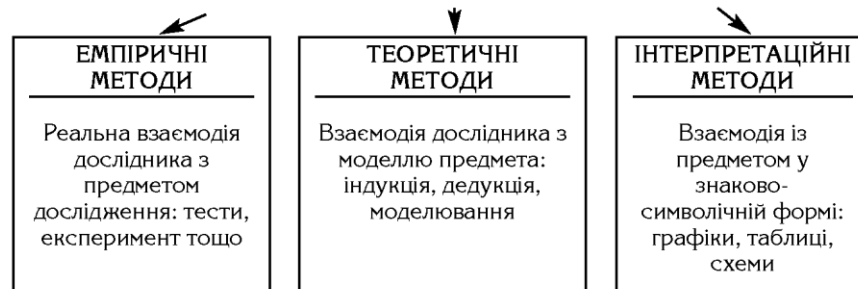 ЕМПІРИЧНІ
МЕТОДИ
Реальна взаємодія
дослідника з
предметом
дослідження: тести,
експеримент тощо
ТЕОРЕТИЧНІ
МЕТОДИ
Взаємодія дослідника з
моделлю предмета:
індукція, дедукція,
моделювання
ІНТЕРПРЕТАЦІЙНІ
МЕТОДИ
Взаємодія із
предметом у
знаково-
символічній формі:
графіки, таблиці,
схеми